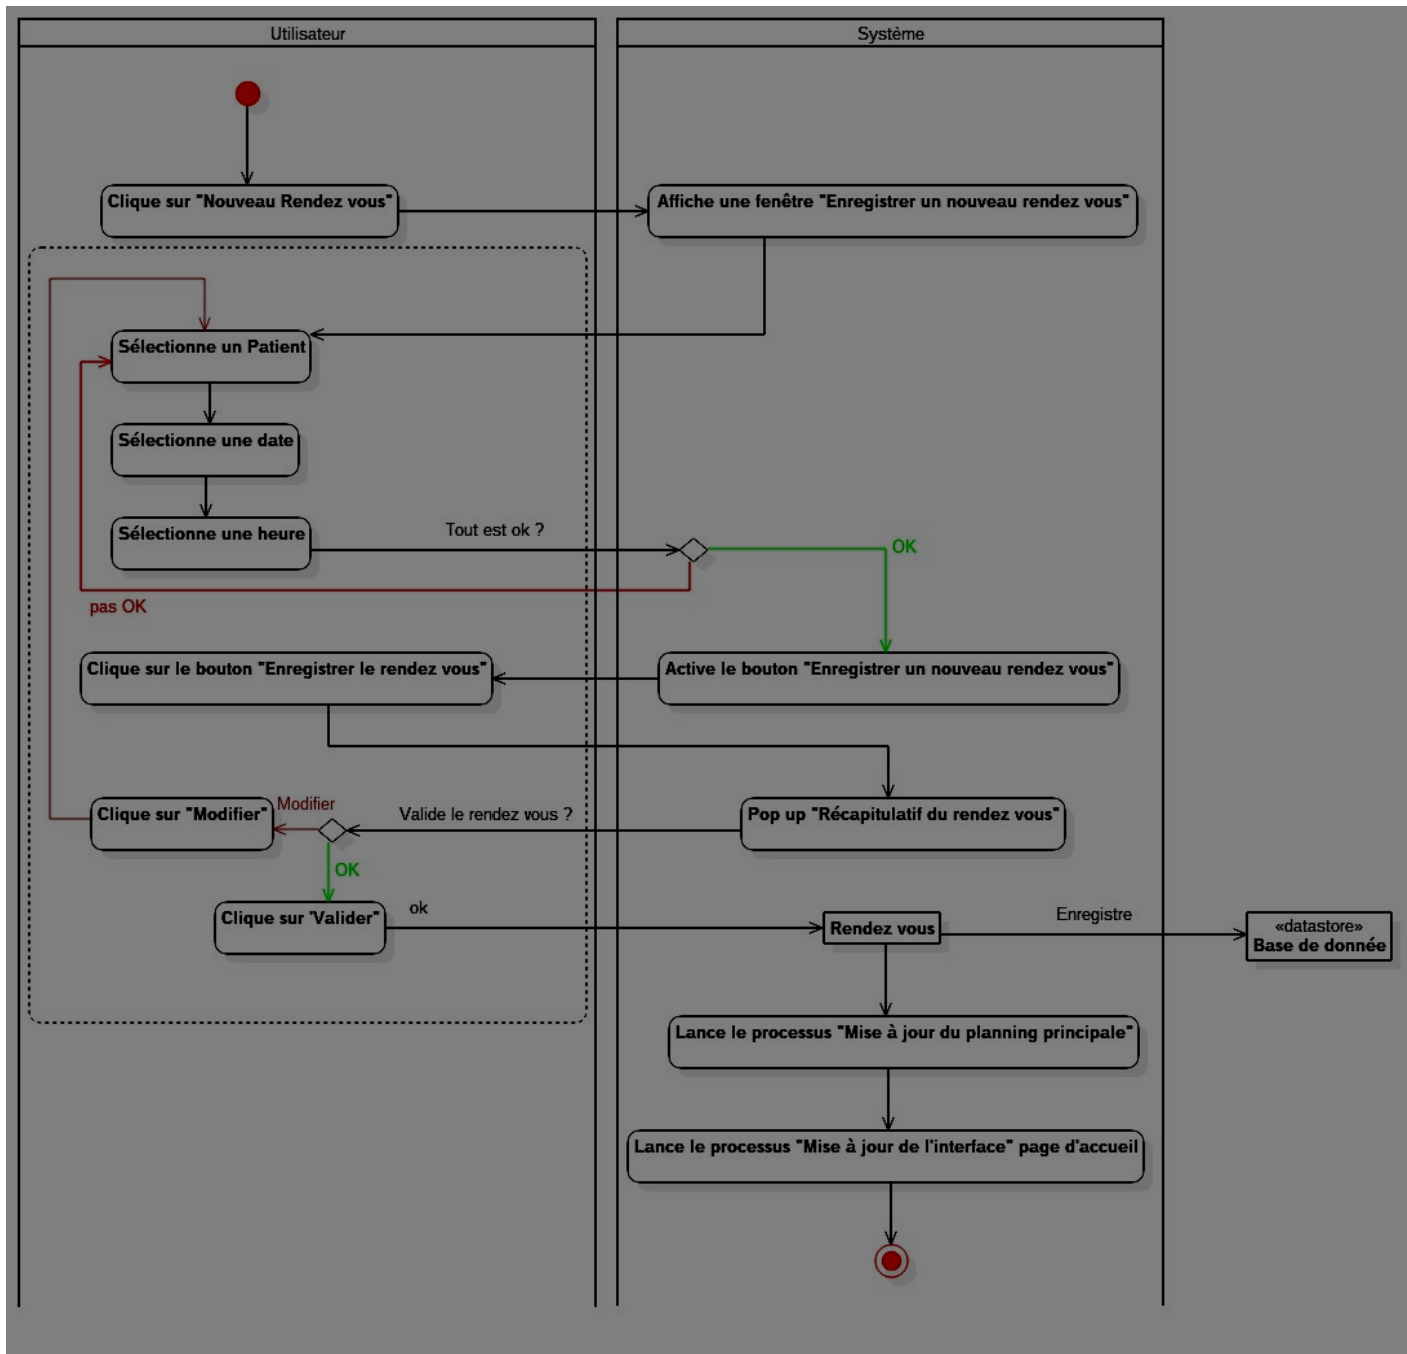 Utilisateur
Système
Clique sur "Nouveau Rendez vous"
Affiche une fenêtre "Enregistrer un nouveau rendez vous"
Sélectionne un Patient
Sélectionne une date
Sélectionne une heure
Tout est ok ?
OK
pas OK
Clique sur le bouton "Enregistrer le rendez vous"
Active le bouton "Enregistrer un nouveau rendez vous"
Clique sur "Modifier"
Modifier
Valide le rendez vous ?
Pop up "Récapitulatif du rendez vous"
OK
Clique sur "Valider"
ok
Rendez vous
Enregistre
«datastore»
Base de donnée
Lance le processus "Mise à jour du planning principale"
Lance le processus "Mise à jour de l'interface" page d'accueil